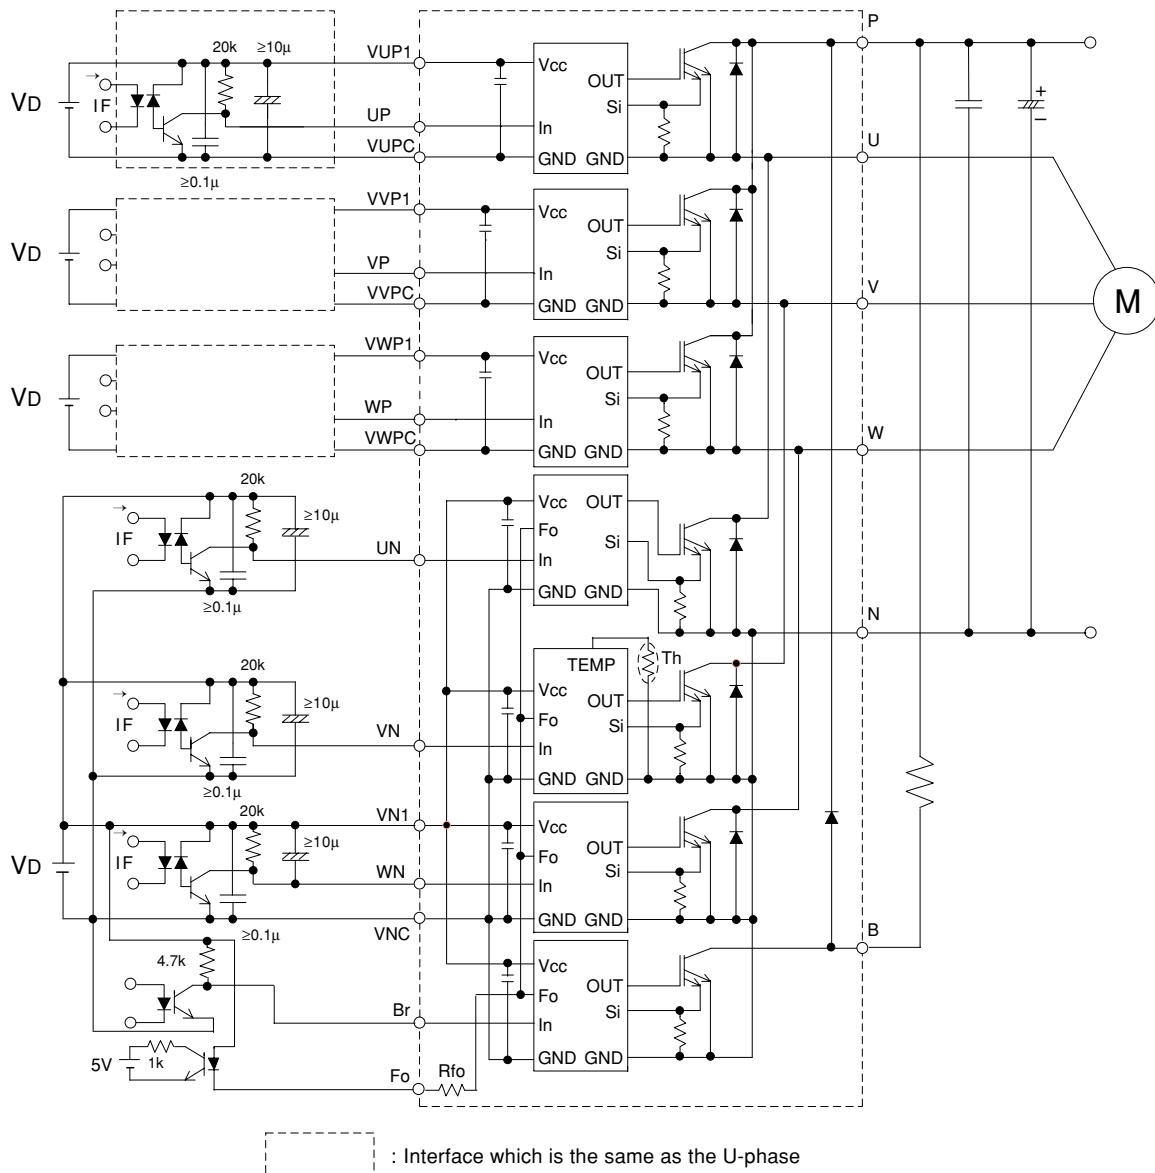 P
20k ≥10µ VUP1
Vcc
OUT
VD → IF UP Si + –
In
VUPC GND GND U
≥0.1µ
VVP1 Vcc
OUT
VD VP Si
In
VVPC GND GND V
M
VWP1 Vcc
OUT
VD Si
WP In
VWPC GND GND W
20k
Vcc OUT
→ ≥10µ Fo
IF UN Si
In
GND GND
≥0.1µ N
20k TEMP Th
→ ≥10µ Vcc
OUT
IF Fo
VN Si
In
GND GND
≥0.1µ
20k VN1 Vcc
→ ≥10µ OUT
IF Fo
VD WN Si
In
VNC GND GND
≥0.1µ B
4.7k Vcc
OUT
Fo
Br Si
In
5V 1k GND GND
Fo Rfo
: Interface which is the same as the U-phase